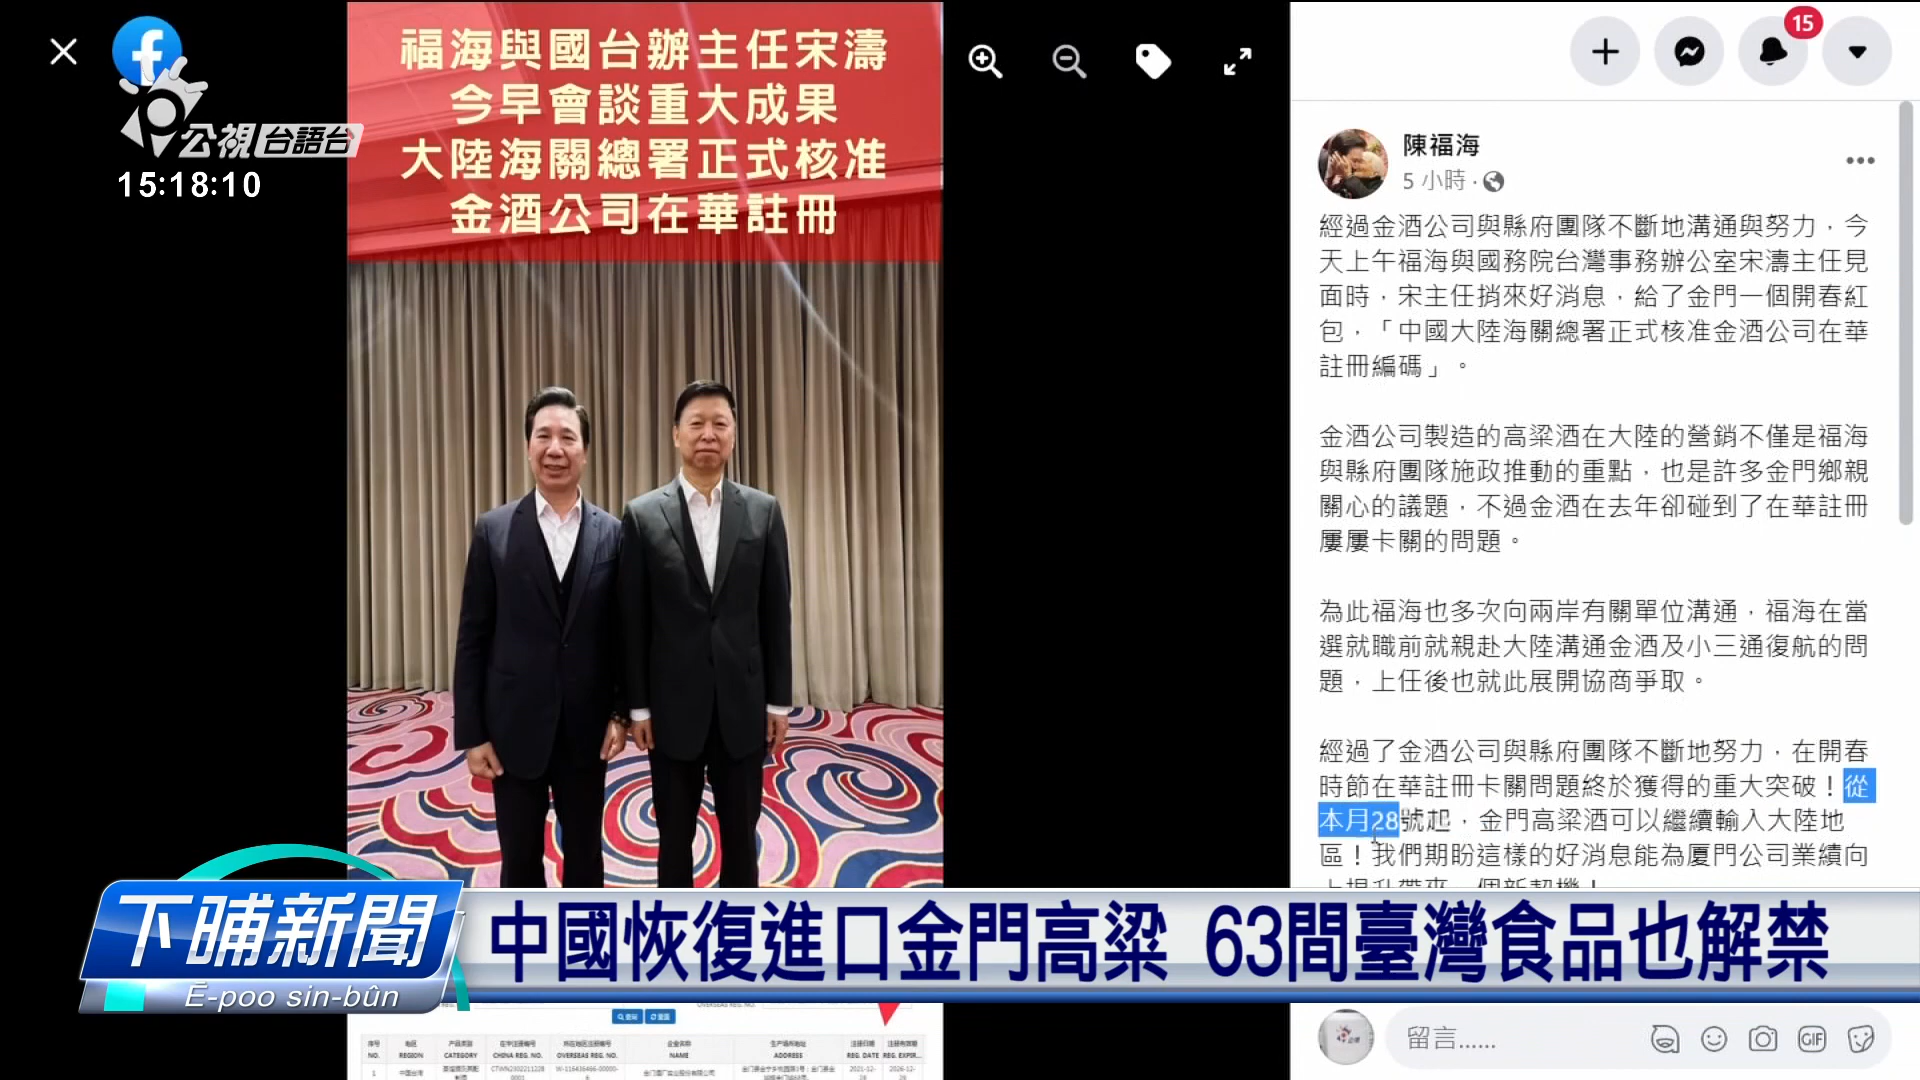 福海與國台辦主任宋濤
今早會談重大成果
大陸海關總署正式核准
金酒公司在華註冊
公視台語台
15:18:10
15
陳福海
5 小時
經過金酒公司與縣府團隊不斷地溝通與努力，今
天上午福海與國務院台灣事務辦公室宋濤主任見
面時，宋主任捎來好消息，給了金門一個開春紅
包，「中國大陸海關總署正式核准金酒公司在華
註冊編碼」。
金酒公司製造的高粱酒在大陸的營銷不僅是福海
與縣府團隊施政推動的重點，也是許多金門鄉親
關心的議題，不過金酒在去年卻碰到了在華註冊
屢屢卡關的問題。
為此福海也多次向兩岸有關單位溝通，福海在當
選就職前就親赴大陸溝通金酒及小三通復航的問
題，上任後也就此展開協商爭取。
經過了金酒公司與縣府團隊不斷地努力，在開春
時節在華註冊卡關問題終於獲得的重大突破！從
本月28號起，金門高粱酒可以繼續輸入大陸地
區！我們期盼這樣的好消息能為廈門公司業績向
下晡新聞
E-poo sin-bûn
中國恢復進口金門高粱 63間臺灣食品也解禁
REGION CATEGORY CHINA REG. NO. OVERSEAS REG. NO. NAME ADDRESS REG. DATE REG. EXPIR...
留言......
GIF